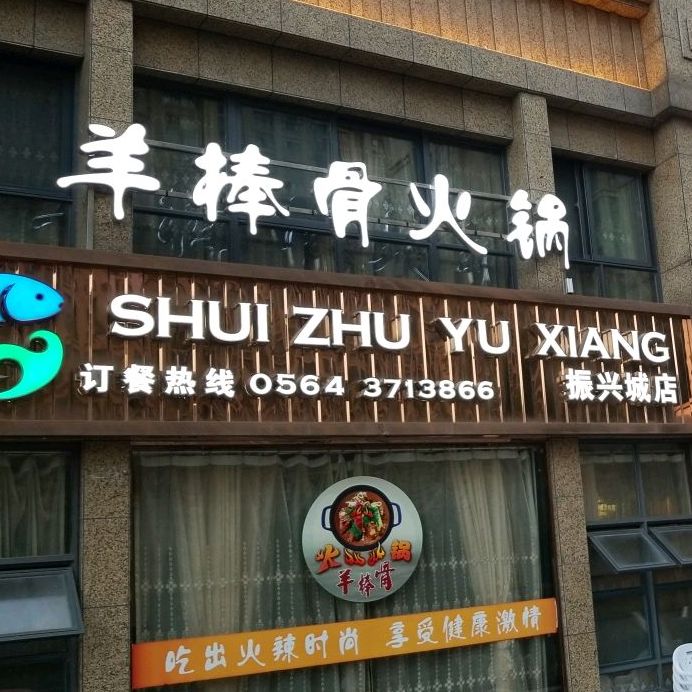 羊棒骨火锅
SHUI ZHU YU XIANG
订餐热线 0564 3713866 振兴城店
火 锅
羊棒骨
吃出火辣时尚 享受健康激情